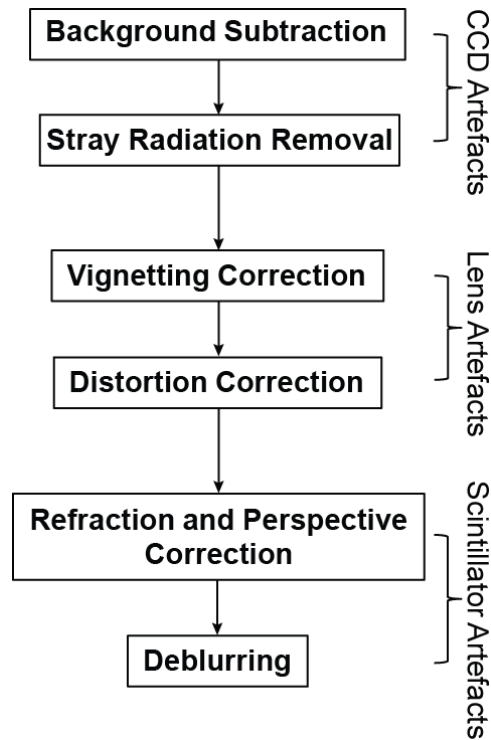 Background Subtraction
Stray Radiation Removal
CCD Artefacts
Vignetting Correction
Distortion Correction
Lens Artefacts
Refraction and Perspective
Correction
Deblurring
Scintillator Artefacts